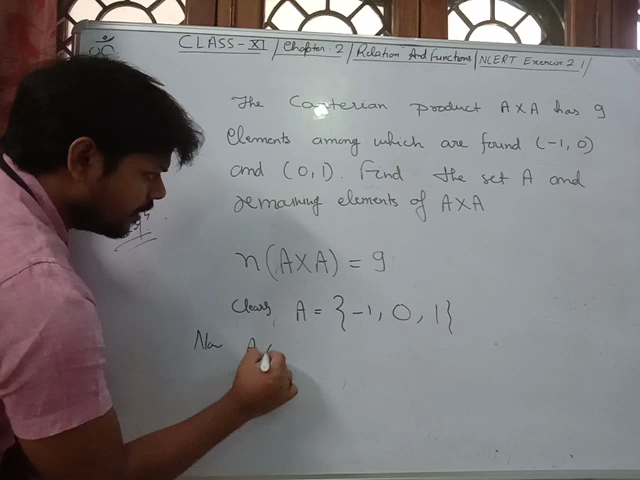 ॐ
CLASS-XI / Chapter-2 / Relation And Functions / NCERT Exercise 2.1 /
The Carterian product A×A has 9
elements among which are found (-1, 0)
and (0, 1). Find the set A and
remaining elements of A×A
n(A×A) = 9
Clearly A = {-1, 0, 1}
Now A